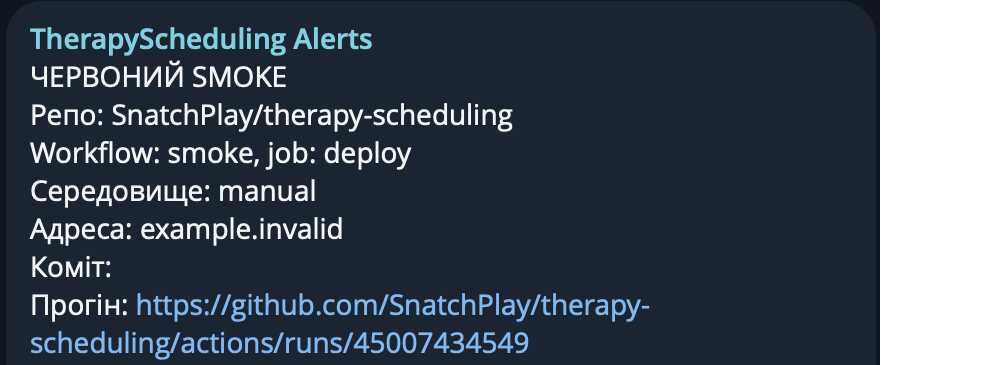 TherapyScheduling Alerts
ЧЕРВОНИЙ SMOKE
Репо: SnatchPlay/therapy-scheduling
Workflow: smoke, job: deploy
Середовище: manual
Адреса: example.invalid
Коміт:
Прогін: https://github.com/SnatchPlay/therapy-
scheduling/actions/runs/45007434549